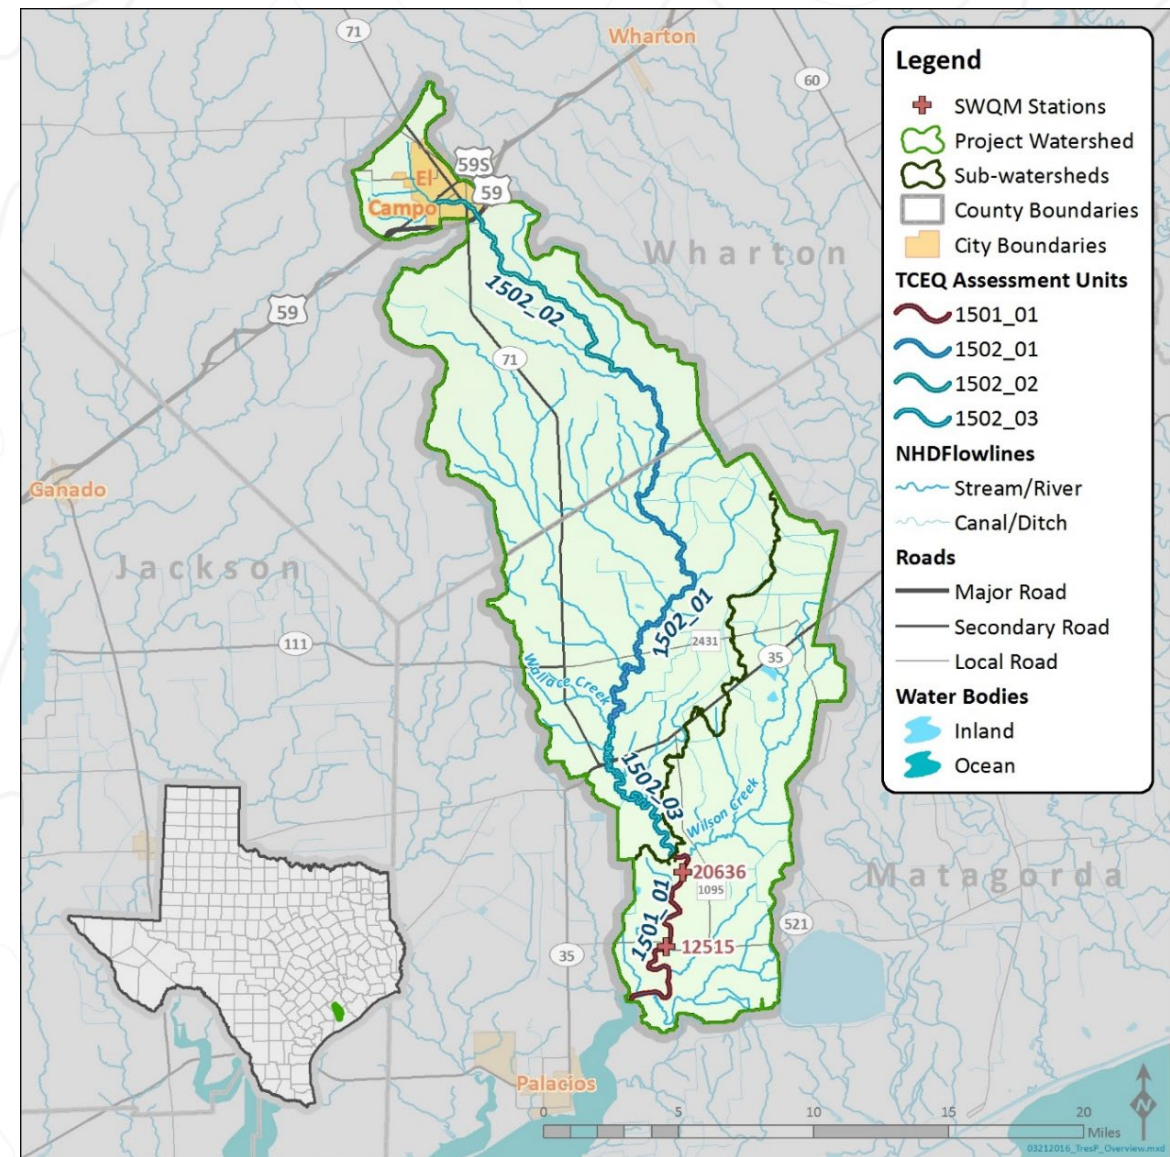 71
Wharton
60
59S
59
El
Campo
Wharton
1502_02
59
71
Ganado
Jackson
1502_01
2431
111
35
Wallace Creek
1502_03
Wilson Creek
20636
1095
Matagorda
1501_01
521
12515
35
Palacios
0 5 10 15 20
Miles
N
03212016_TresP_Overview.mxd
Legend
SWQM Stations
Project Watershed
Sub-watersheds
County Boundaries
City Boundaries
TCEQ Assessment Units
1501_01
1502_01
1502_02
1502_03
NHDFlowlines
Stream/River
Canal/Ditch
Roads
Major Road
Secondary Road
Local Road
Water Bodies
Inland
Ocean